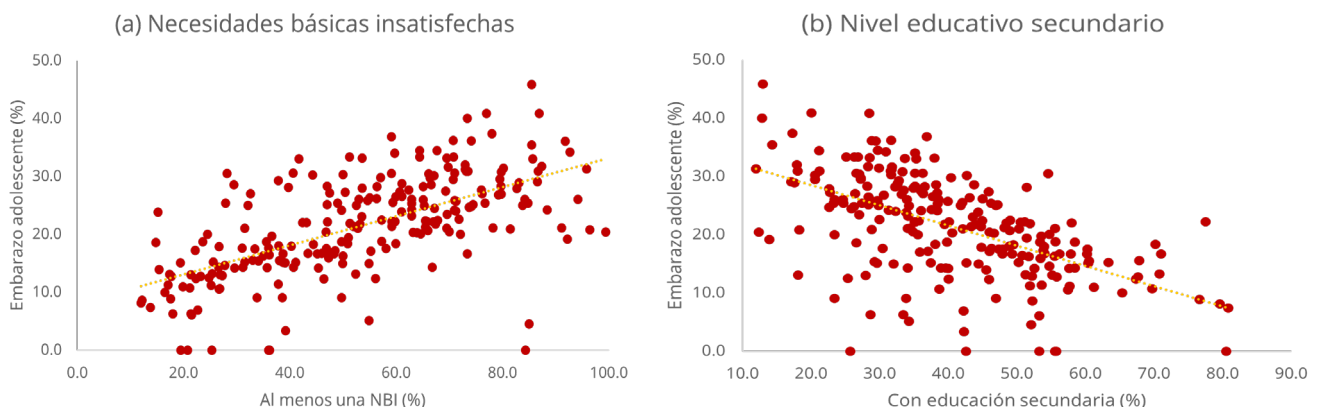 (a) Necesidades básicas insatisfechas
50.0
40.0
30.0
20.0
10.0
0.0
Embarazo adolescente (%)
0.0 20.0 40.0 60.0 80.0 100.0
Al menos una NBI (%)
(b) Nivel educativo secundario
50.0
40.0
30.0
20.0
10.0
0.0
Embarazo adolescente (%)
10.0 20.0 30.0 40.0 50.0 60.0 70.0 80.0 90.0
Con educación secundaria (%)